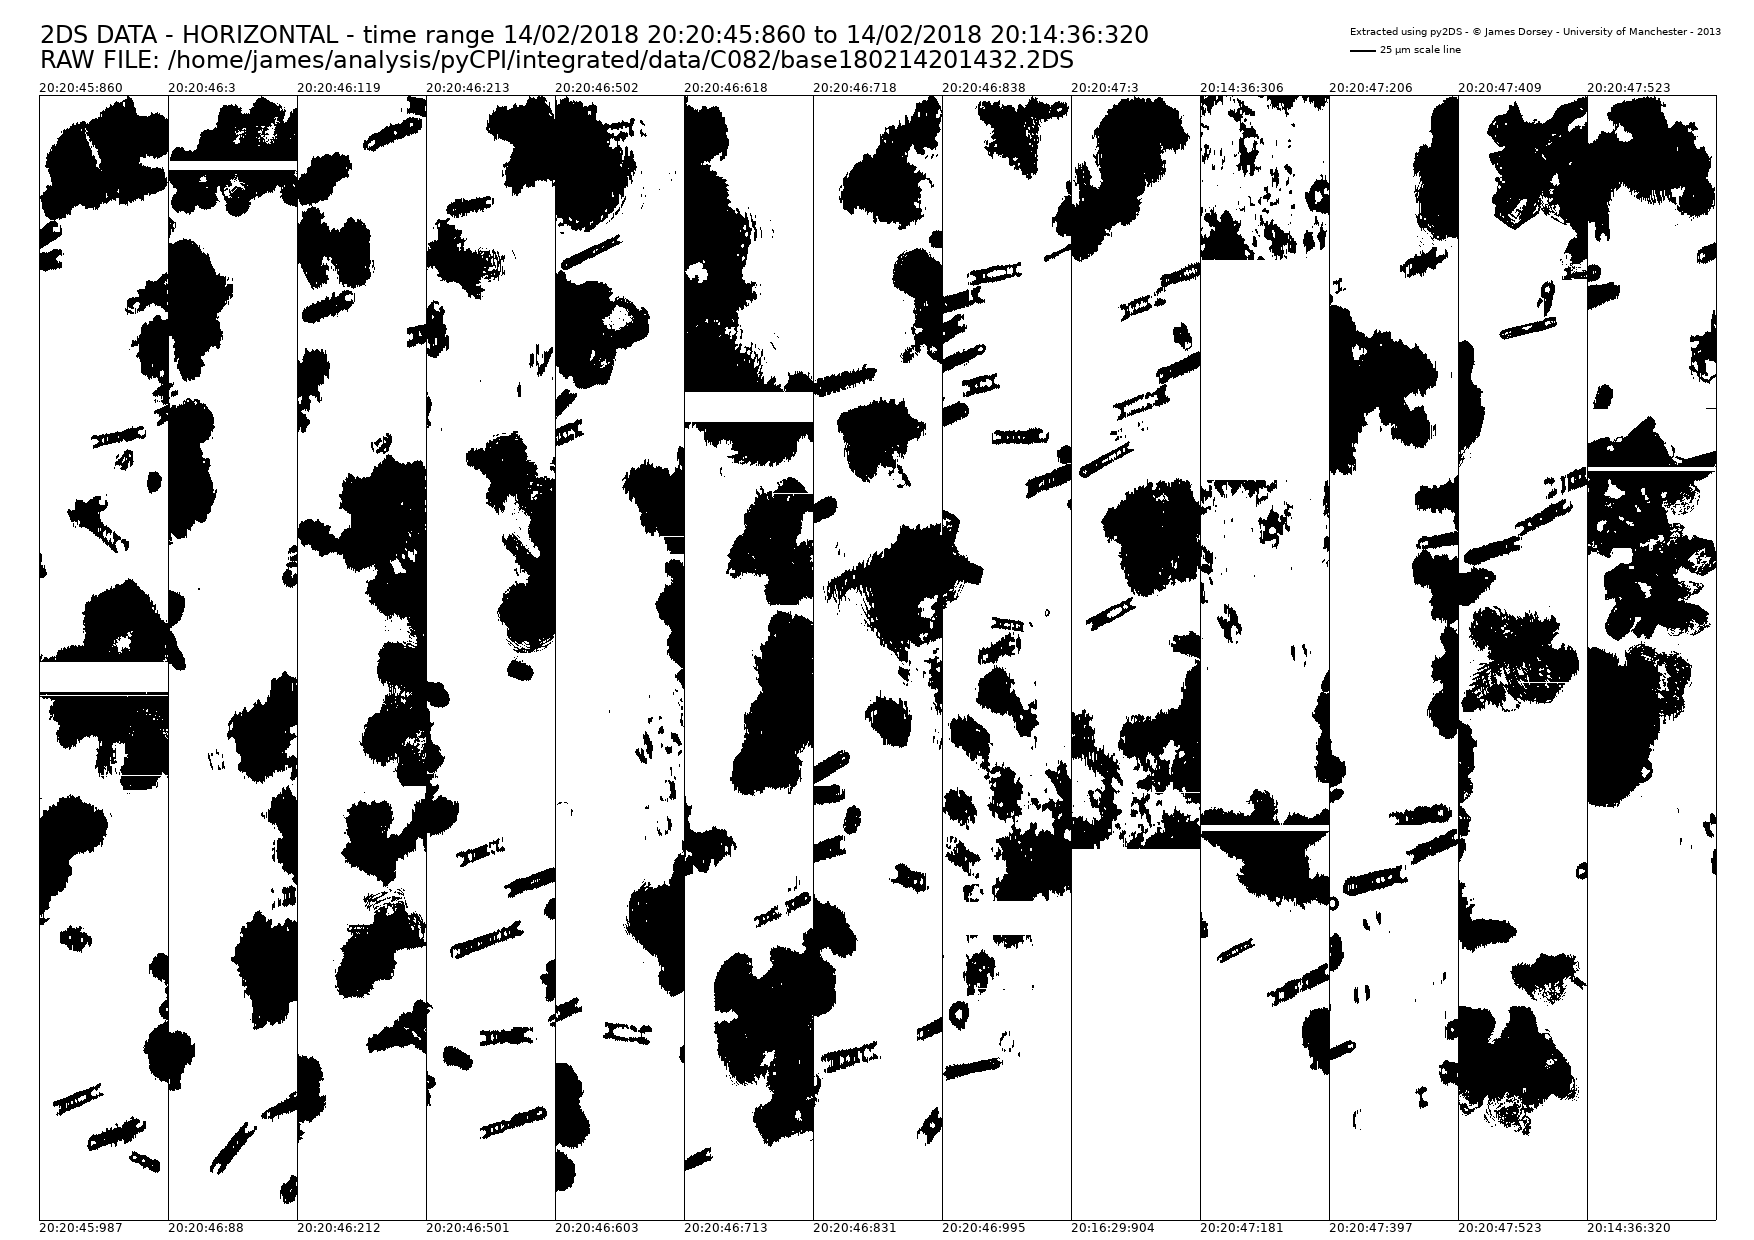 2DS DATA - HORIZONTAL - time range 14/02/2018 20:20:45:860 to 14/02/2018 20:14:36:320
RAW FILE: /home/james/analysis/pyCPI/integrated/data/C082/base180214201432.2DS
Extracted using py2DS - © James Dorsey - University of Manchester - 2013
25 µm scale line
20:20:45:860 20:20:46:3 20:20:46:119 20:20:46:213 20:20:46:502 20:20:46:618 20:20:46:718 20:20:46:838 20:20:47:3 20:14:36:306 20:20:47:206 20:20:47:409 20:20:47:523
20:20:45:987 20:20:46:88 20:20:46:212 20:20:46:501 20:20:46:603 20:20:46:713 20:20:46:831 20:20:46:995 20:16:29:904 20:20:47:181 20:20:47:397 20:20:47:523 20:14:36:320